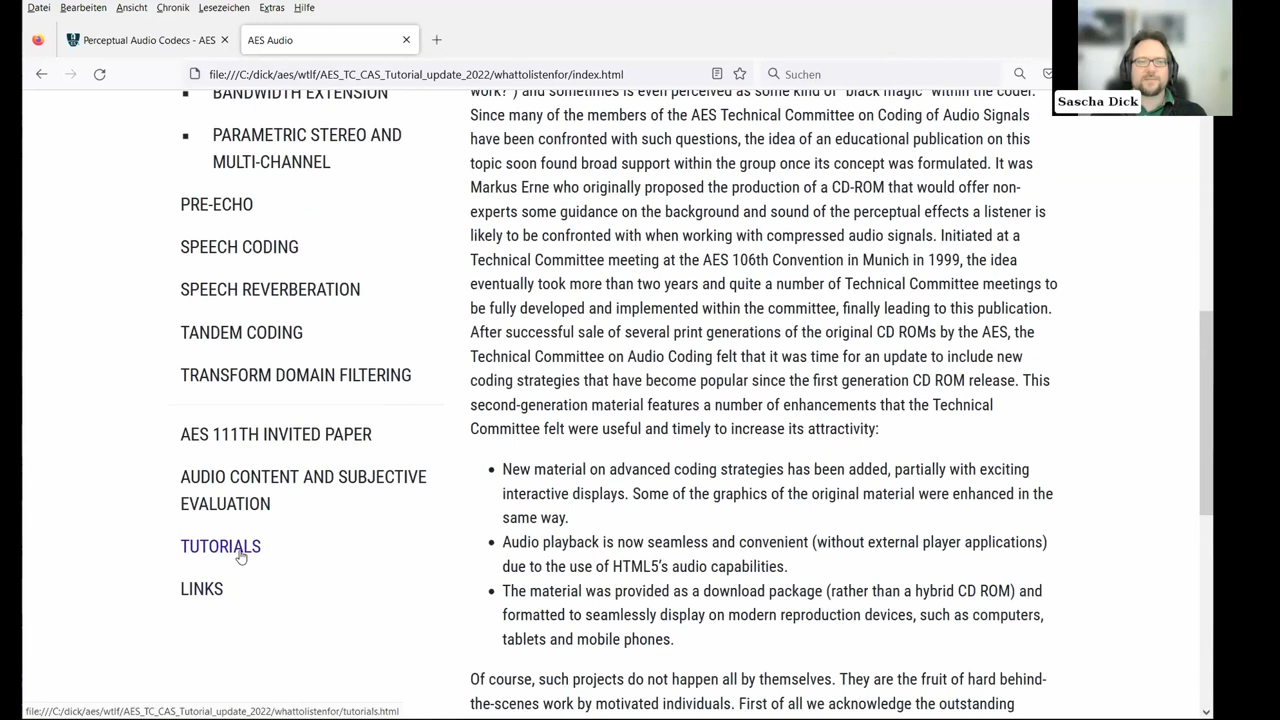 Datei Bearbeiten Ansicht Chronik Lesezeichen Extras Hilfe
Perceptual Audio Codecs - AES
AES Audio
file:///C:/dick/aes/wtlf/AES_TC_CAS_Tutorial_update_2022/whattolistenfor/index.html
Suchen
Sascha Dick
BANDWIDTH EXTENSION
PARAMETRIC STEREO AND
MULTI-CHANNEL
PRE-ECHO
SPEECH CODING
SPEECH REVERBERATION
TANDEM CODING
TRANSFORM DOMAIN FILTERING
AES 111TH INVITED PAPER
AUDIO CONTENT AND SUBJECTIVE
EVALUATION
TUTORIALS
LINKS
work?") and sometimes is even perceived as some kind of "black magic" within the coder.
Since many of the members of the AES Technical Committee on Coding of Audio Signals
have been confronted with such questions, the idea of an educational publication on this
topic soon found broad support within the group once its concept was formulated. It was
Markus Erne who originally proposed the production of a CD-ROM that would offer non-
experts some guidance on the background and sound of the perceptual effects a listener is
likely to be confronted with when working with compressed audio signals. Initiated at a
Technical Committee meeting at the AES 106th Convention in Munich in 1999, the idea
eventually took more than two years and quite a number of Technical Committee meetings to
be fully developed and implemented within the committee, finally leading to this publication.
After successful sale of several print generations of the original CD ROMs by the AES, the
Technical Committee on Audio Coding felt that it was time for an update to include new
coding strategies that have become popular since the first generation CD ROM release. This
second-generation material features a number of enhancements that the Technical
Committee felt were useful and timely to increase its attractivity:
• New material on advanced coding strategies has been added, partially with exciting
interactive displays. Some of the graphics of the original material were enhanced in the
same way.
• Audio playback is now seamless and convenient (without external player applications)
due to the use of HTML5's audio capabilities.
• The material was provided as a download package (rather than a hybrid CD ROM) and
formatted to seamlessly display on modern reproduction devices, such as computers,
tablets and mobile phones.
Of course, such projects do not happen all by themselves. They are the fruit of hard behind-
the-scenes work by motivated individuals. First of all we acknowledge the outstanding
file:///C:/dick/aes/wtlf/AES_TC_CAS_Tutorial_update_2022/whattolistenfor/tutorials.html